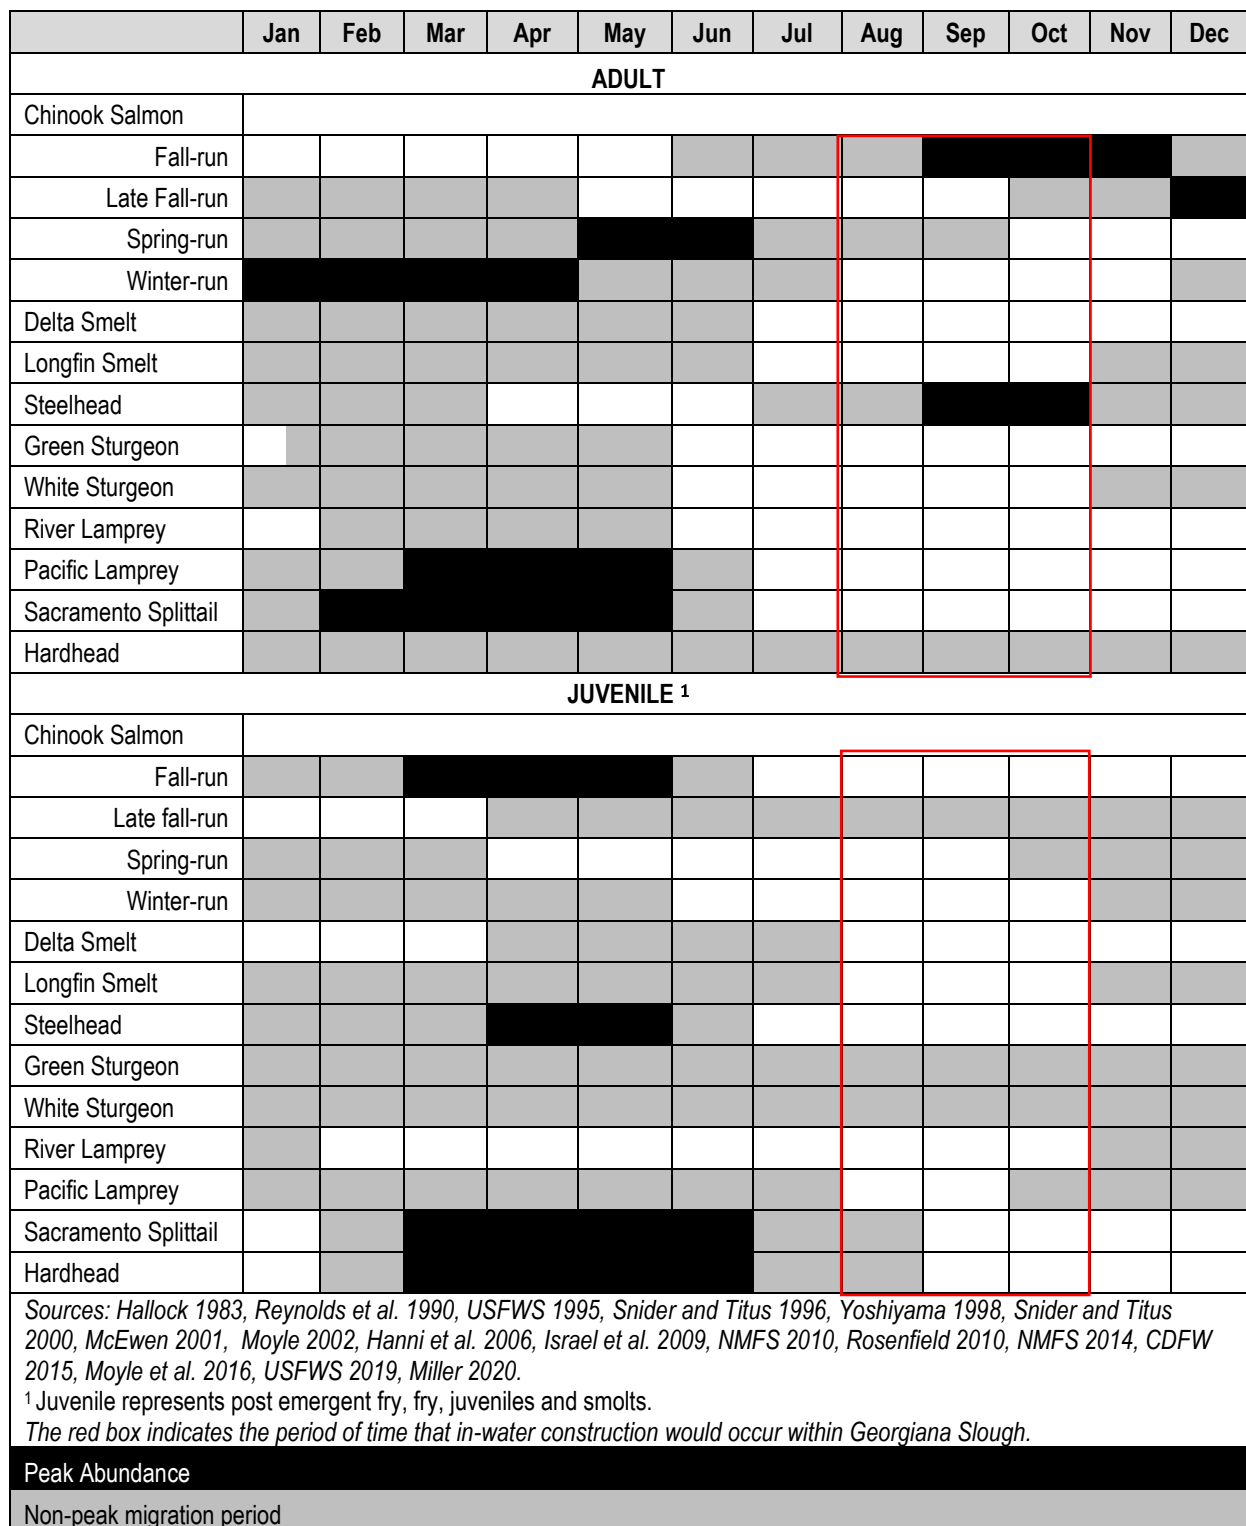 Jan Feb Mar Apr May Jun Jul Aug Sep Oct Nov Dec
ADULT
Chinook Salmon
Fall-run
Late Fall-run
Spring-run
Winter-run
Delta Smelt
Longfin Smelt
Steelhead
Green Sturgeon
White Sturgeon
River Lamprey
Pacific Lamprey
Sacramento Splittail
Hardhead
JUVENILE ¹
Chinook Salmon
Fall-run
Late fall-run
Spring-run
Winter-run
Delta Smelt
Longfin Smelt
Steelhead
Green Sturgeon
White Sturgeon
River Lamprey
Pacific Lamprey
Sacramento Splittail
Hardhead
Sources: Hallock 1983, Reynolds et al. 1990, USFWS 1995, Snider and Titus 1996, Yoshiyama 1998, Snider and Titus
2000, McEwen 2001, Moyle 2002, Hanni et al. 2006, Israel et al. 2009, NMFS 2010, Rosenfield 2010, NMFS 2014, CDFW
2015, Moyle et al. 2016, USFWS 2019, Miller 2020.
¹ Juvenile represents post emergent fry, fry, juveniles and smolts.
The red box indicates the period of time that in-water construction would occur within Georgiana Slough.
Peak Abundance
Non-peak migration period